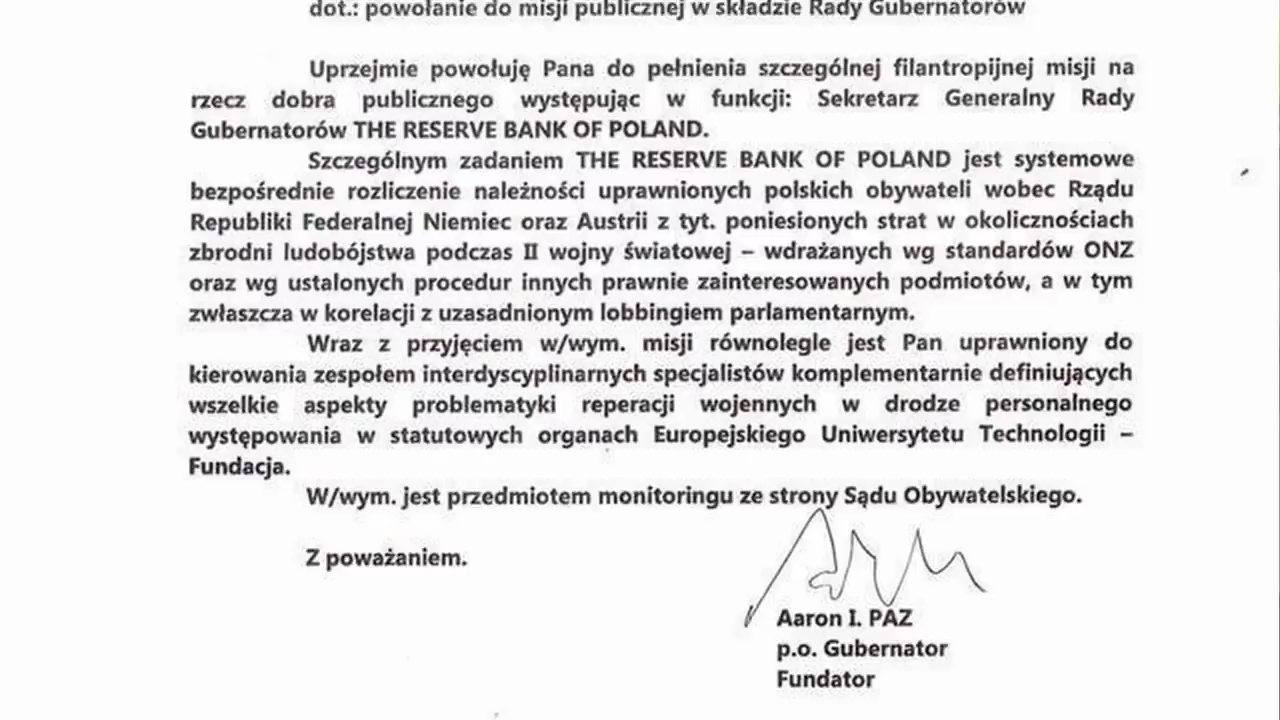 dot.: powołanie do misji publicznej w składzie Rady Gubernatorów
Uprzejmie powołuję Pana do pełnienia szczególnej filantropijnej misji na
rzecz dobra publicznego występując w funkcji: Sekretarz Generalny Rady
Gubernatorów THE RESERVE BANK OF POLAND.
Szczególnym zadaniem THE RESERVE BANK OF POLAND jest systemowe
bezpośrednie rozliczenie należności uprawnionych polskich obywateli wobec Rządu
Republiki Federalnej Niemiec oraz Austrii z tyt. poniesionych strat w okolicznościach
zbrodni ludobójstwa podczas II wojny światowej – wdrażanych wg standardów ONZ
oraz wg ustalonych procedur innych prawnie zainteresowanych podmiotów, a w tym
zwłaszcza w korelacji z uzasadnionym lobbingiem parlamentarnym.
Wraz z przyjęciem w/wym. misji równolegle jest Pan uprawniony do
kierowania zespołem interdyscyplinarnych specjalistów komplementarnie definiujących
wszelkie aspekty problematyki reperacji wojennych w drodze personalnego
występowania w statutowych organach Europejskiego Uniwersytetu Technologii –
Fundacja.
W/wym. jest przedmiotem monitoringu ze strony Sądu Obywatelskiego.
Z poważaniem.
Aaron I. PAZ
p.o. Gubernator
Fundator